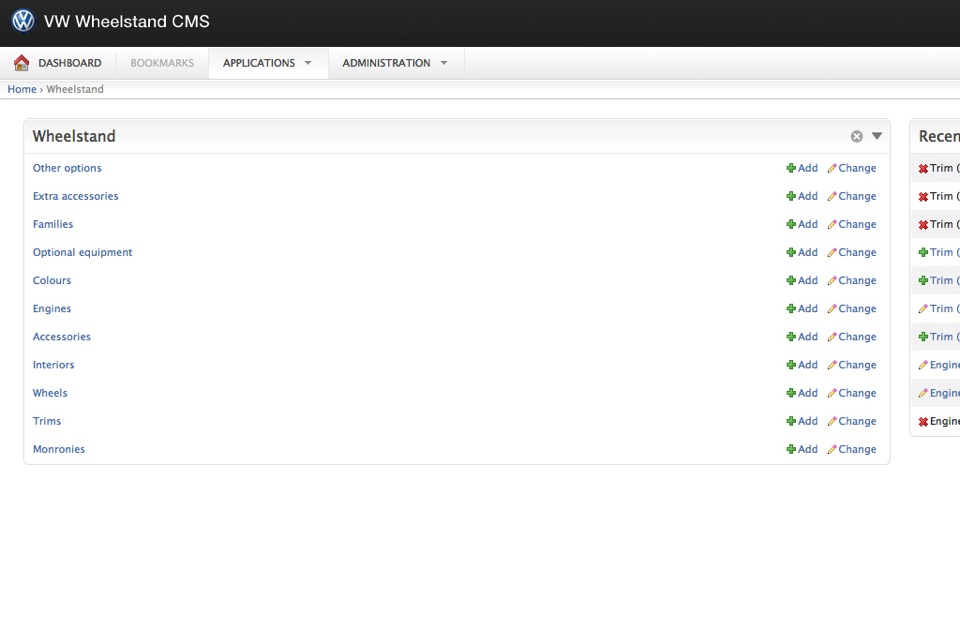 VW Wheelstand CMS
DASHBOARD BOOKMARKS APPLICATIONS ADMINISTRATION
Home › Wheelstand
Wheelstand
Other options Add Change
Extra accessories Add Change
Families Add Change
Optional equipment Add Change
Colours Add Change
Engines Add Change
Accessories Add Change
Interiors Add Change
Wheels Add Change
Trims Add Change
Monronies Add Change
Recen
Trim (
Trim (
Trim (
Trim (
Trim (
Trim (
Trim (
Engine
Engine
Engine